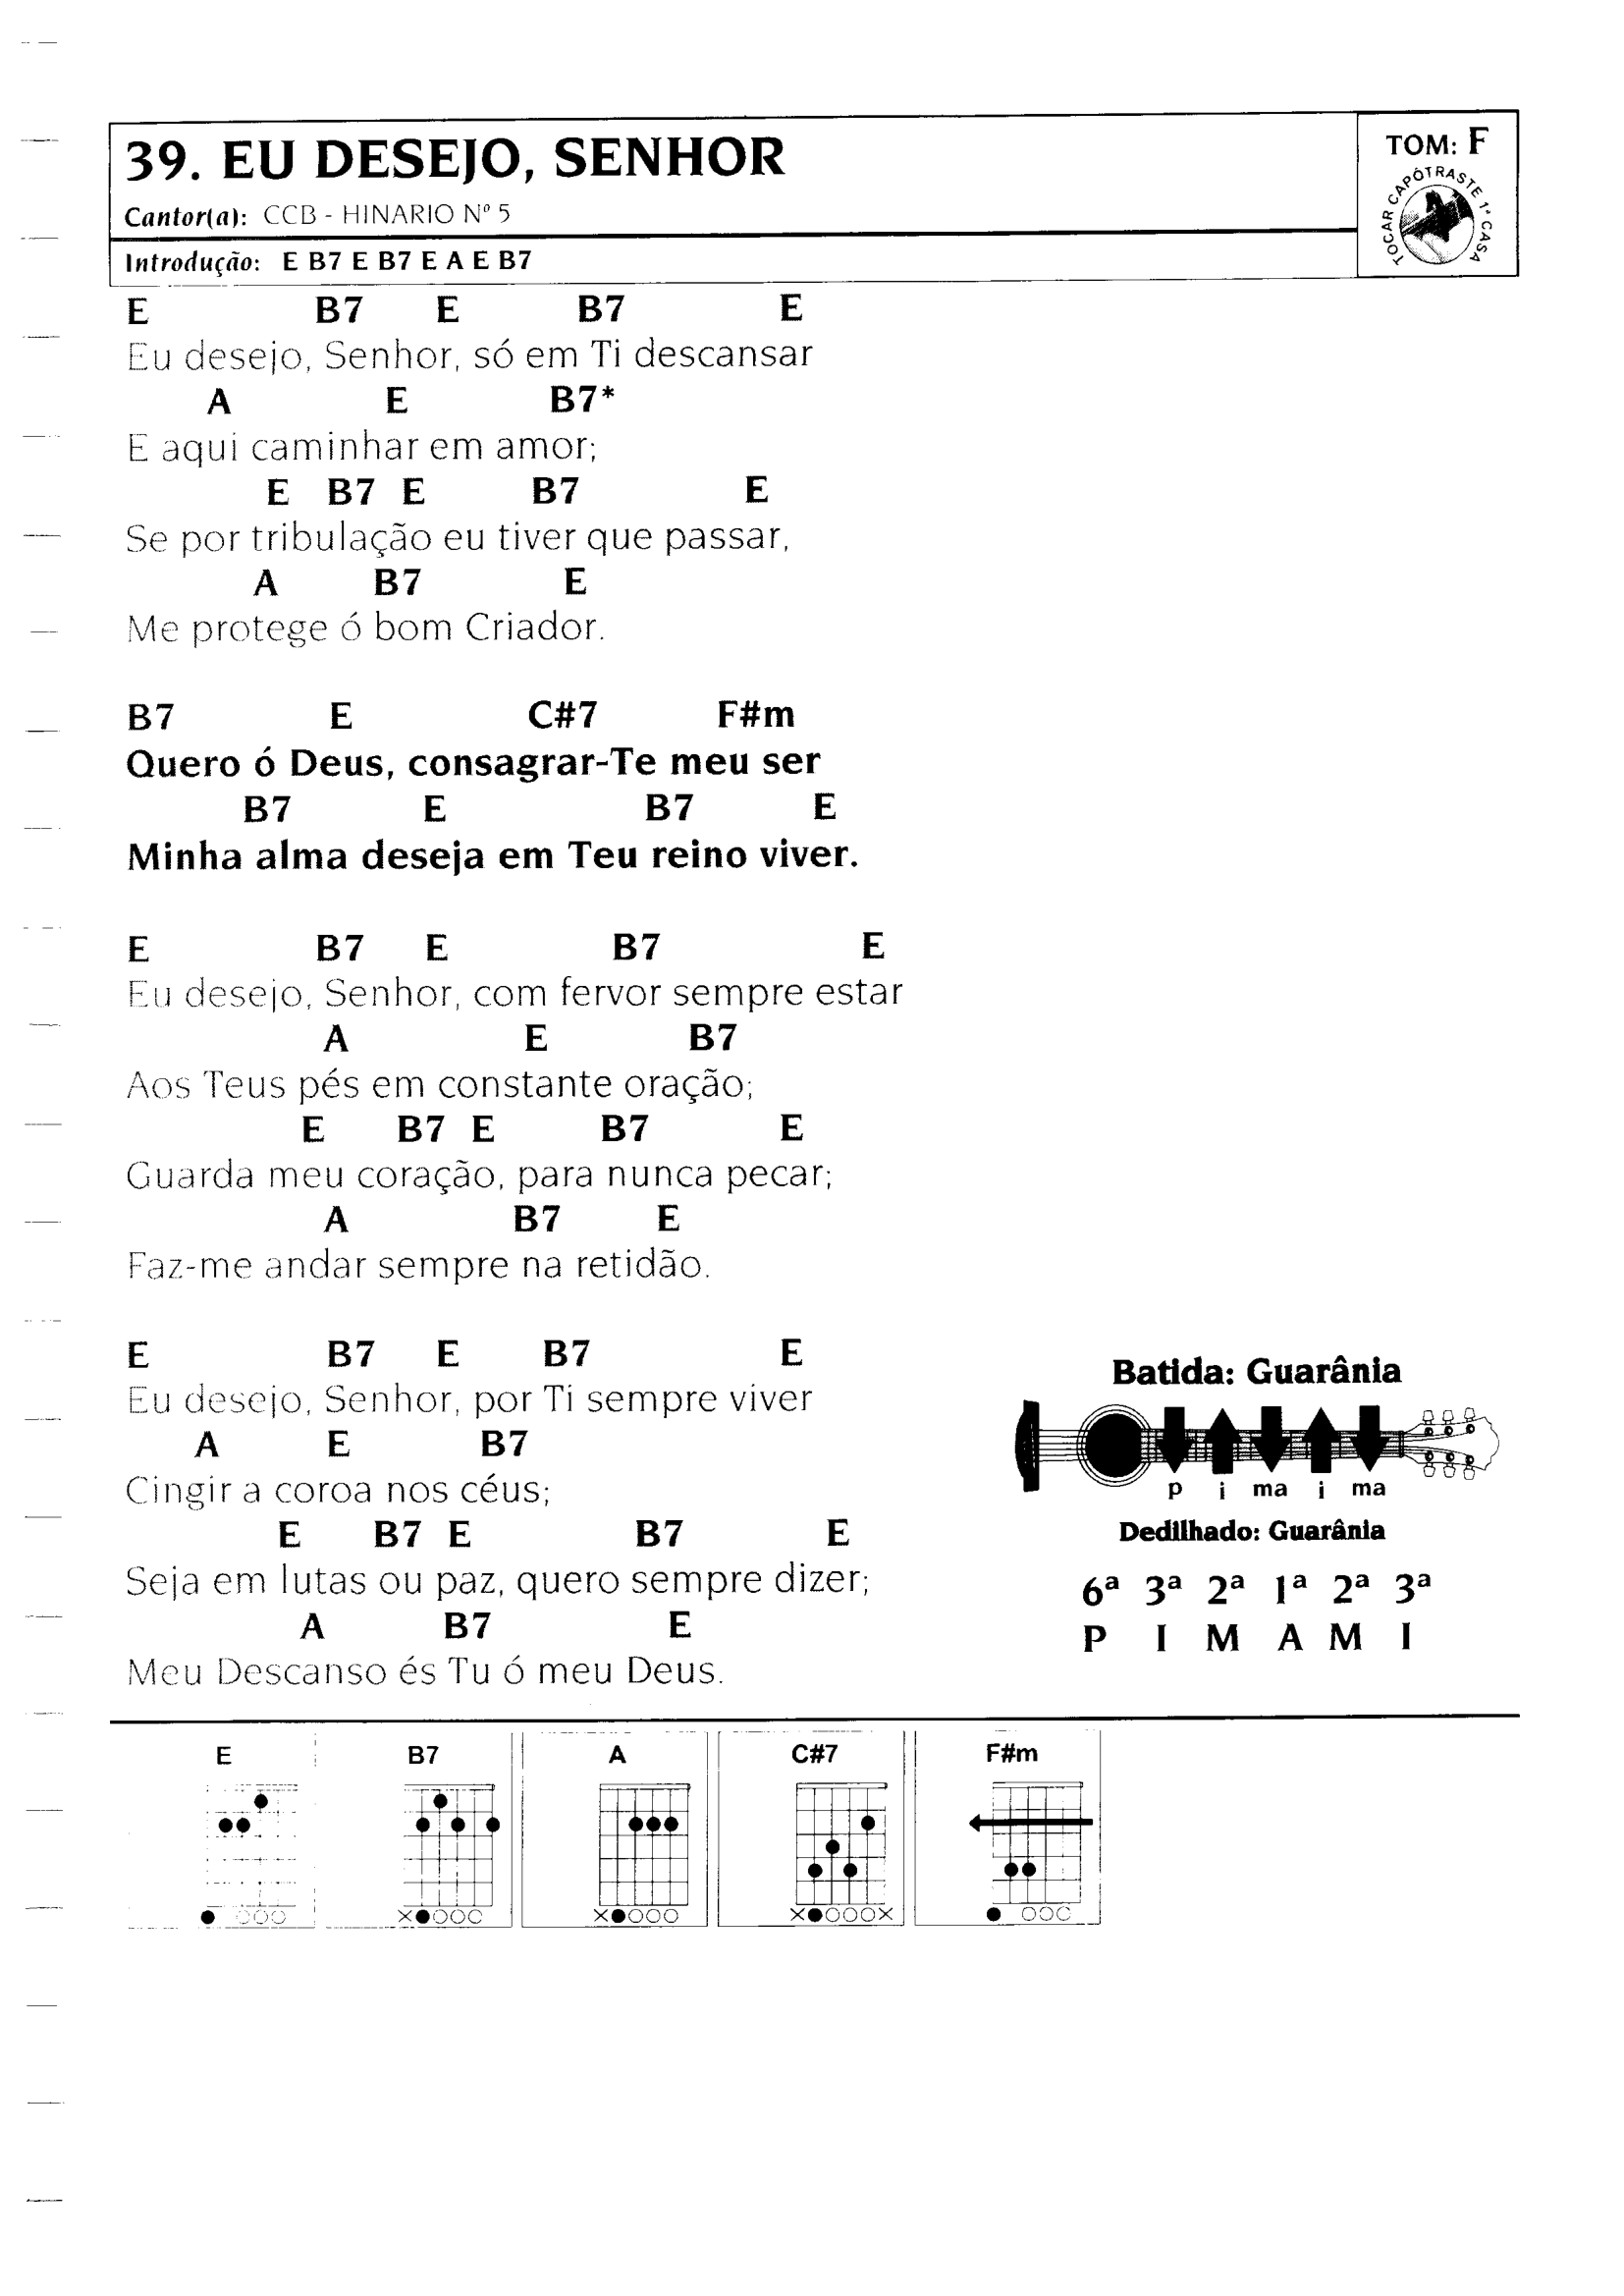 39. EU DESEJO, SENHOR
Cantor(a): CCB - HINARIO Nº 5
Introdução: E B7 E B7 E A E B7
TOM: F
TOCAR CAPÔTRASTE 1ª CASA
E B7 E B7 E
Eu desejo, Senhor, só em Ti descansar
A E B7*
E aqui caminhar em amor;
E B7 E B7 E
Se por tribulação eu tiver que passar,
A B7 E
Me protege ó bom Criador.
B7 E C#7 F#m
Quero ó Deus, consagrar-Te meu ser
B7 E B7 E
Minha alma deseja em Teu reino viver.
E B7 E B7 E
Eu desejo, Senhor, com fervor sempre estar
A E B7
Aos Teus pés em constante oração;
E B7 E B7 E
Guarda meu coração, para nunca pecar;
A B7 E
Faz-me andar sempre na retidão.
E B7 E B7 E
Eu desejo, Senhor, por Ti sempre viver
A E B7
Cingir a coroa nos céus;
E B7 E B7 E
Seja em lutas ou paz, quero sempre dizer;
A B7 E
Meu Descanso és Tu ó meu Deus.
Batida: Guarânia
p i ma i ma
Dedilhado: Guarânia
6ª 3ª 2ª 1ª 2ª 3ª
P I M A M I
E B7 A C#7 F#m